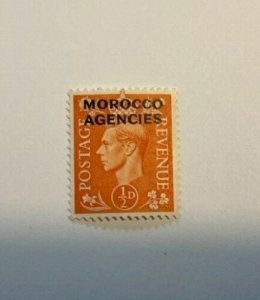 MOROCCO
AGENCIES
POSTAGE
REVENUE
½D